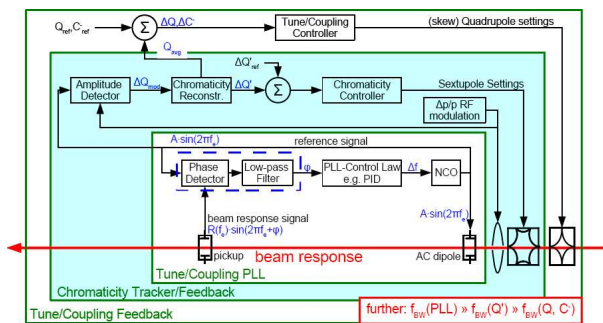 Q_ref,C⁻_ref
Σ
ΔQ,ΔC⁻
Tune/Coupling
Controller
(skew) Quadrupole settings
Q_avg
ΔQ'_ref
Amplitude
Detector
ΔQ_mod
Chromaticity
Reconstr.
ΔQ'
Σ
Chromaticity
Controller
Sextupole Settings
Δp/p RF
modulation
A·sin(2πf_e)
reference signal
Phase
Detector
Low-pass
Filter
φ
PLL-Control Law
e.g. PID
Δf
NCO
beam response signal
R(f_e)·sin(2πf_e+φ)
A·sin(2πf_e)
pickup
beam response
AC dipole
Tune/Coupling PLL
Chromaticity Tracker/Feedback
Tune/Coupling Feedback
further: f_BW(PLL) » f_BW(Q') » f_BW(Q, C⁻)